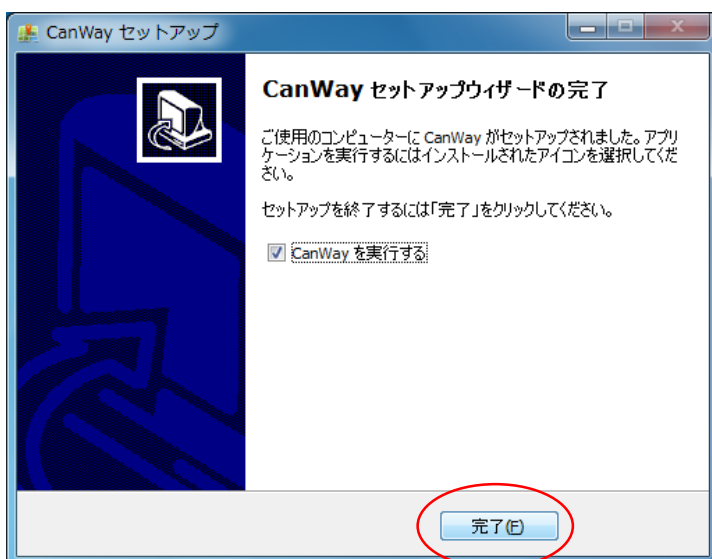 CanWay セットアップ
CanWay セットアップウィザードの完了
ご使用のコンピューターに CanWay がセットアップされました。アプリ
ケーションを実行するにはインストールされたアイコンを選択してくだ
さい。
セットアップを終了するには「完了」をクリックしてください。
CanWay を実行する
完了(F)